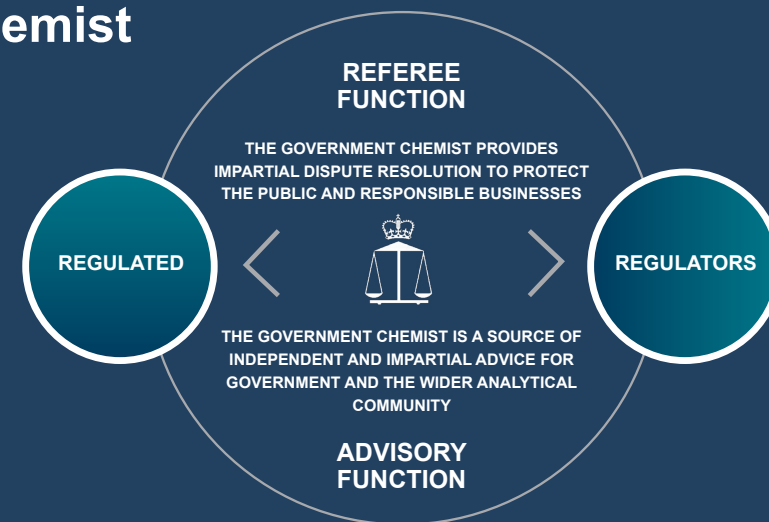 emist
REFEREE
FUNCTION
THE GOVERNMENT CHEMIST PROVIDES
IMPARTIAL DISPUTE RESOLUTION TO PROTECT
THE PUBLIC AND RESPONSIBLE BUSINESSES
REGULATED
REGULATORS
THE GOVERNMENT CHEMIST IS A SOURCE OF
INDEPENDENT AND IMPARTIAL ADVICE FOR
GOVERNMENT AND THE WIDER ANALYTICAL
COMMUNITY
ADVISORY
FUNCTION